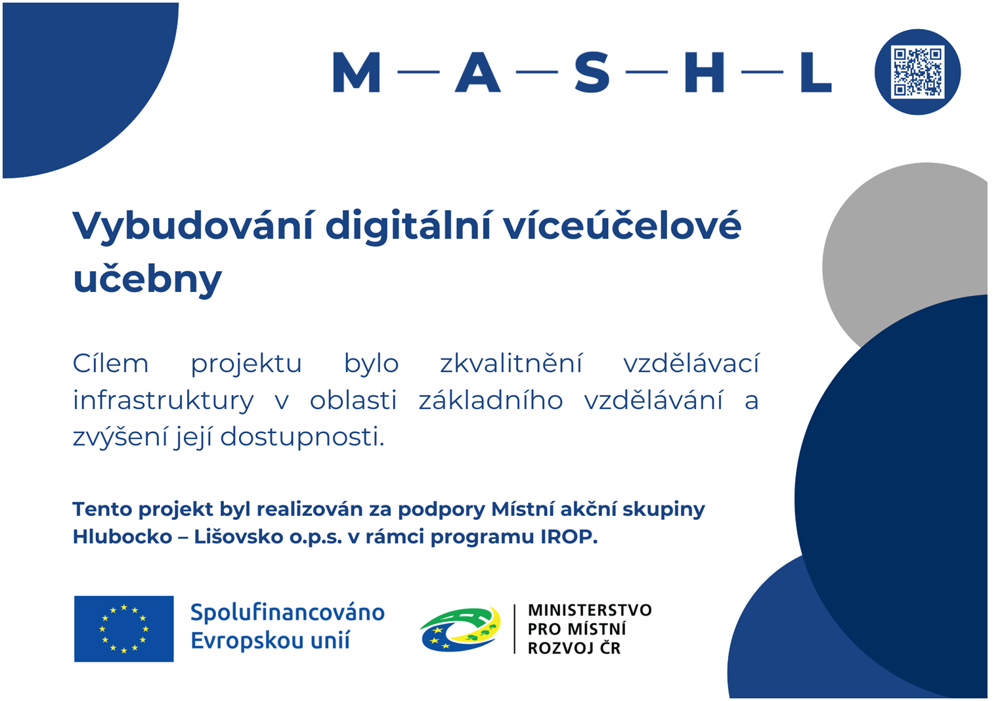 M — A — S — H — L
Vybudování digitální víceúčelové
učebny
Cílem projektu bylo zkvalitnění vzdělávací
infrastruktury v oblasti základního vzdělávání a
zvýšení její dostupnosti.
Tento projekt byl realizován za podpory Místní akční skupiny
Hlubocko – Lišovsko o.p.s. v rámci programu IROP.
Spolufinancováno
Evropskou unií
MINISTERSTVO
PRO MÍSTNÍ
ROZVOJ ČR